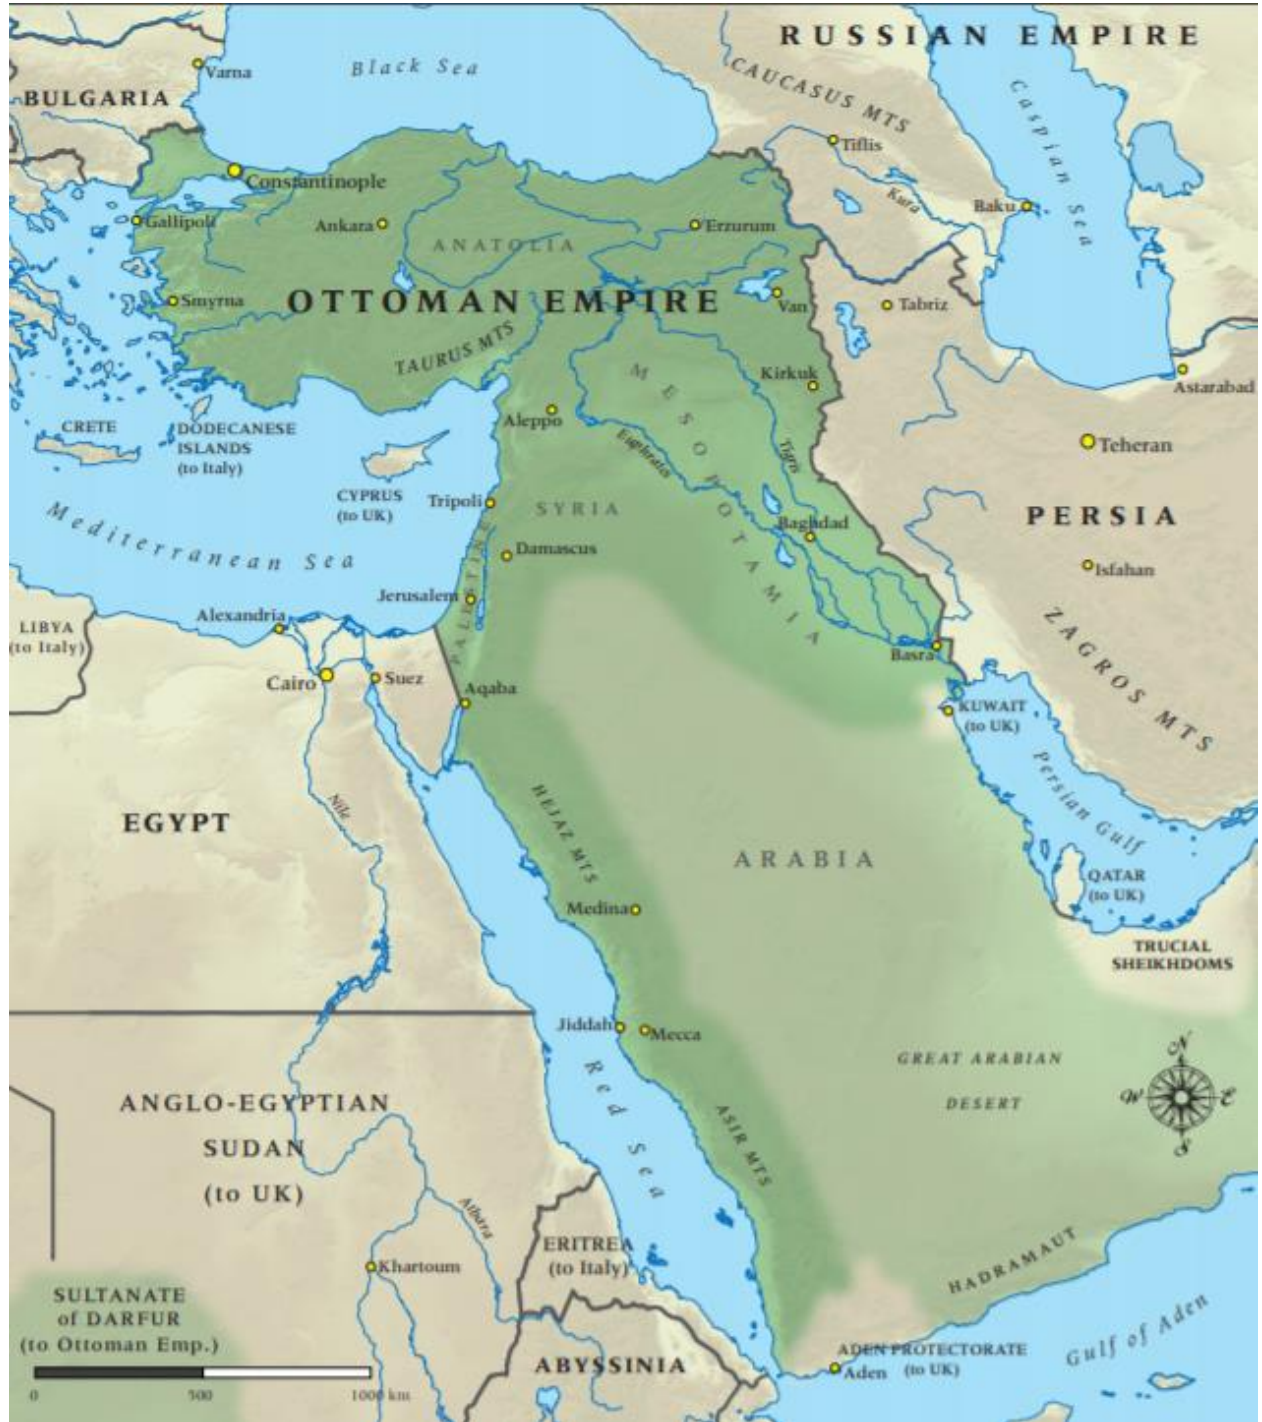 RUSSIAN EMPIRE
Black Sea
Varna
CAUCASUS MTS
Caspian Sea
BULGARIA
Tiflis
Constantinople
Kura
Baku
Gallipoli
Ankara
ANATOLIA
Erzurum
Smyrna
OTTOMAN EMPIRE
Van
Tabriz
TAURUS MTS
Kirkuk
Astarabad
MESOPOTAMIA
Aleppo
CRETE
DODECANESE
ISLANDS
(to Italy)
Euphrates
Tigris
Teheran
CYPRUS
(to UK)
Tripoli
SYRIA
Baghdad
PERSIA
Mediterranean Sea
Damascus
Isfahan
Jerusalem
PALESTINE
Alexandria
LIBYA
(to Italy)
Basra
ZAGROS MTS
Cairo
Suez
Aqaba
KUWAIT
(to UK)
Persian Gulf
Nile
EGYPT
HEJAZ MTS
ARABIA
QATAR
(to UK)
Medina
TRUCIAL
SHEIKHDOMS
Jiddah
Mecca
Red Sea
GREAT ARABIAN
DESERT
N
W
E
S
ANGLO-EGYPTIAN
SUDAN
(to UK)
ASIR MTS
Atbara
ERITREA
(to Italy)
HADRAMAUT
Khartoum
SULTANATE
of DARFUR
(to Ottoman Emp.)
Gulf of Aden
ABYSSINIA
ADEN PROTECTORATE
(to UK)
Aden
0 500 1000 km